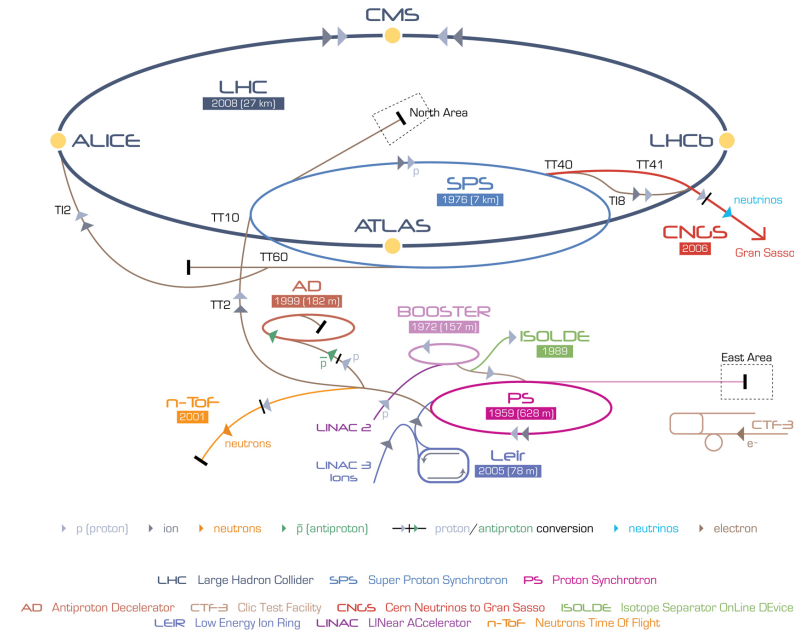 CMS
LHC
2008 (27 km)
North Area
ALICE
LHCb
TT40
TT41
SPS
1976 (7 km)
p
TI2
TI8
neutrinos
TT10
ATLAS
CNGS
2006
Gran Sasso
TT60
AD
1999 (182 m)
TT2
BOOSTER
1972 (157 m)
ISOLDE
1989
p̅
p
East Area
n-ToF
2001
PS
1959 (628 m)
LINAC 2
p
CTF-3
e-
neutrons
LINAC 3
Ions
Leir
2005 (78 m)
p (proton)
ion
neutrons
p̅ (antiproton)
proton/antiproton conversion
neutrinos
electron
LHC Large Hadron Collider SPS Super Proton Synchrotron PS Proton Synchrotron
AD Antiproton Decelerator CTF-3 Clic Test Facility CNGS Cern Neutrinos to Gran Sasso ISOLDE Isotope Separator OnLine DEvice
LEIR Low Energy Ion Ring LINAC LINear ACcelerator n-ToF Neutrons Time Of Flight